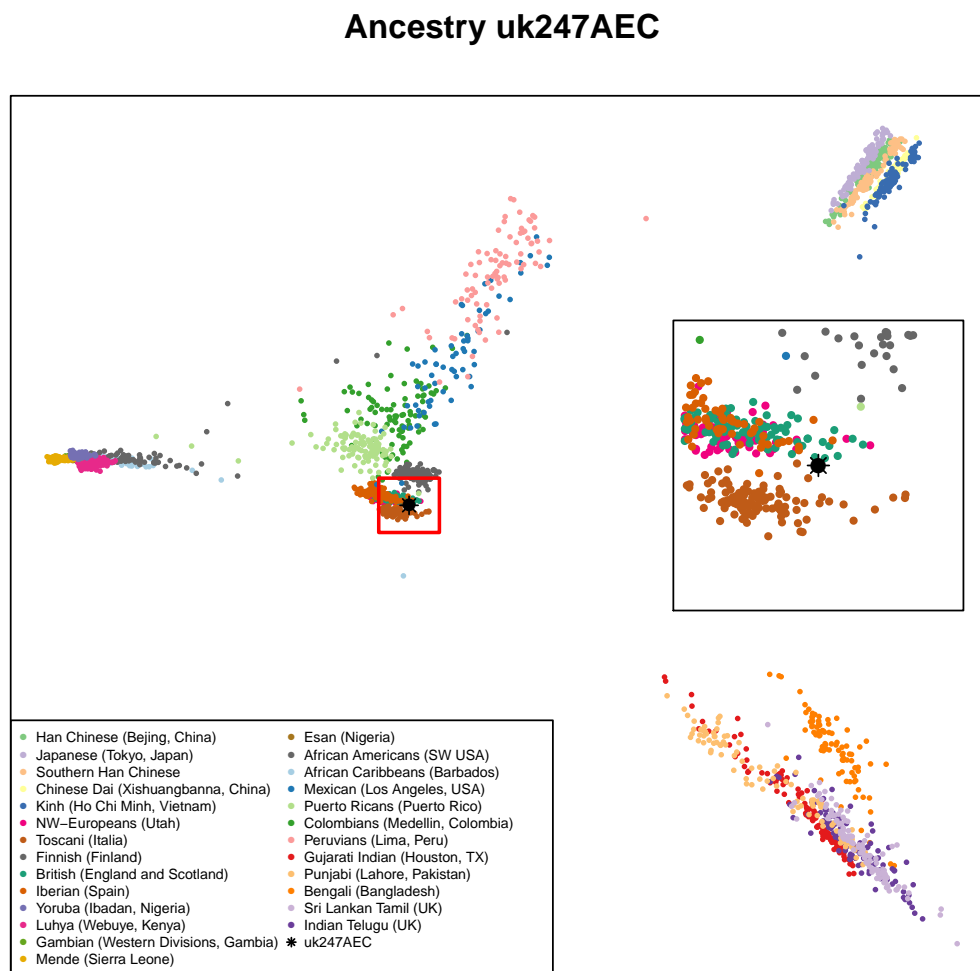 Ancestry uk247AEC
Han Chinese (Bejing, China)
Japanese (Tokyo, Japan)
Southern Han Chinese
Chinese Dai (Xishuangbanna, China)
Kinh (Ho Chi Minh, Vietnam)
NW−Europeans (Utah)
Toscani (Italia)
Finnish (Finland)
British (England and Scotland)
Iberian (Spain)
Yoruba (Ibadan, Nigeria)
Luhya (Webuye, Kenya)
Gambian (Western Divisions, Gambia)
Mende (Sierra Leone)
Esan (Nigeria)
African Americans (SW USA)
African Caribbeans (Barbados)
Mexican (Los Angeles, USA)
Puerto Ricans (Puerto Rico)
Colombians (Medellin, Colombia)
Peruvians (Lima, Peru)
Gujarati Indian (Houston, TX)
Punjabi (Lahore, Pakistan)
Bengali (Bangladesh)
Sri Lankan Tamil (UK)
Indian Telugu (UK)
uk247AEC